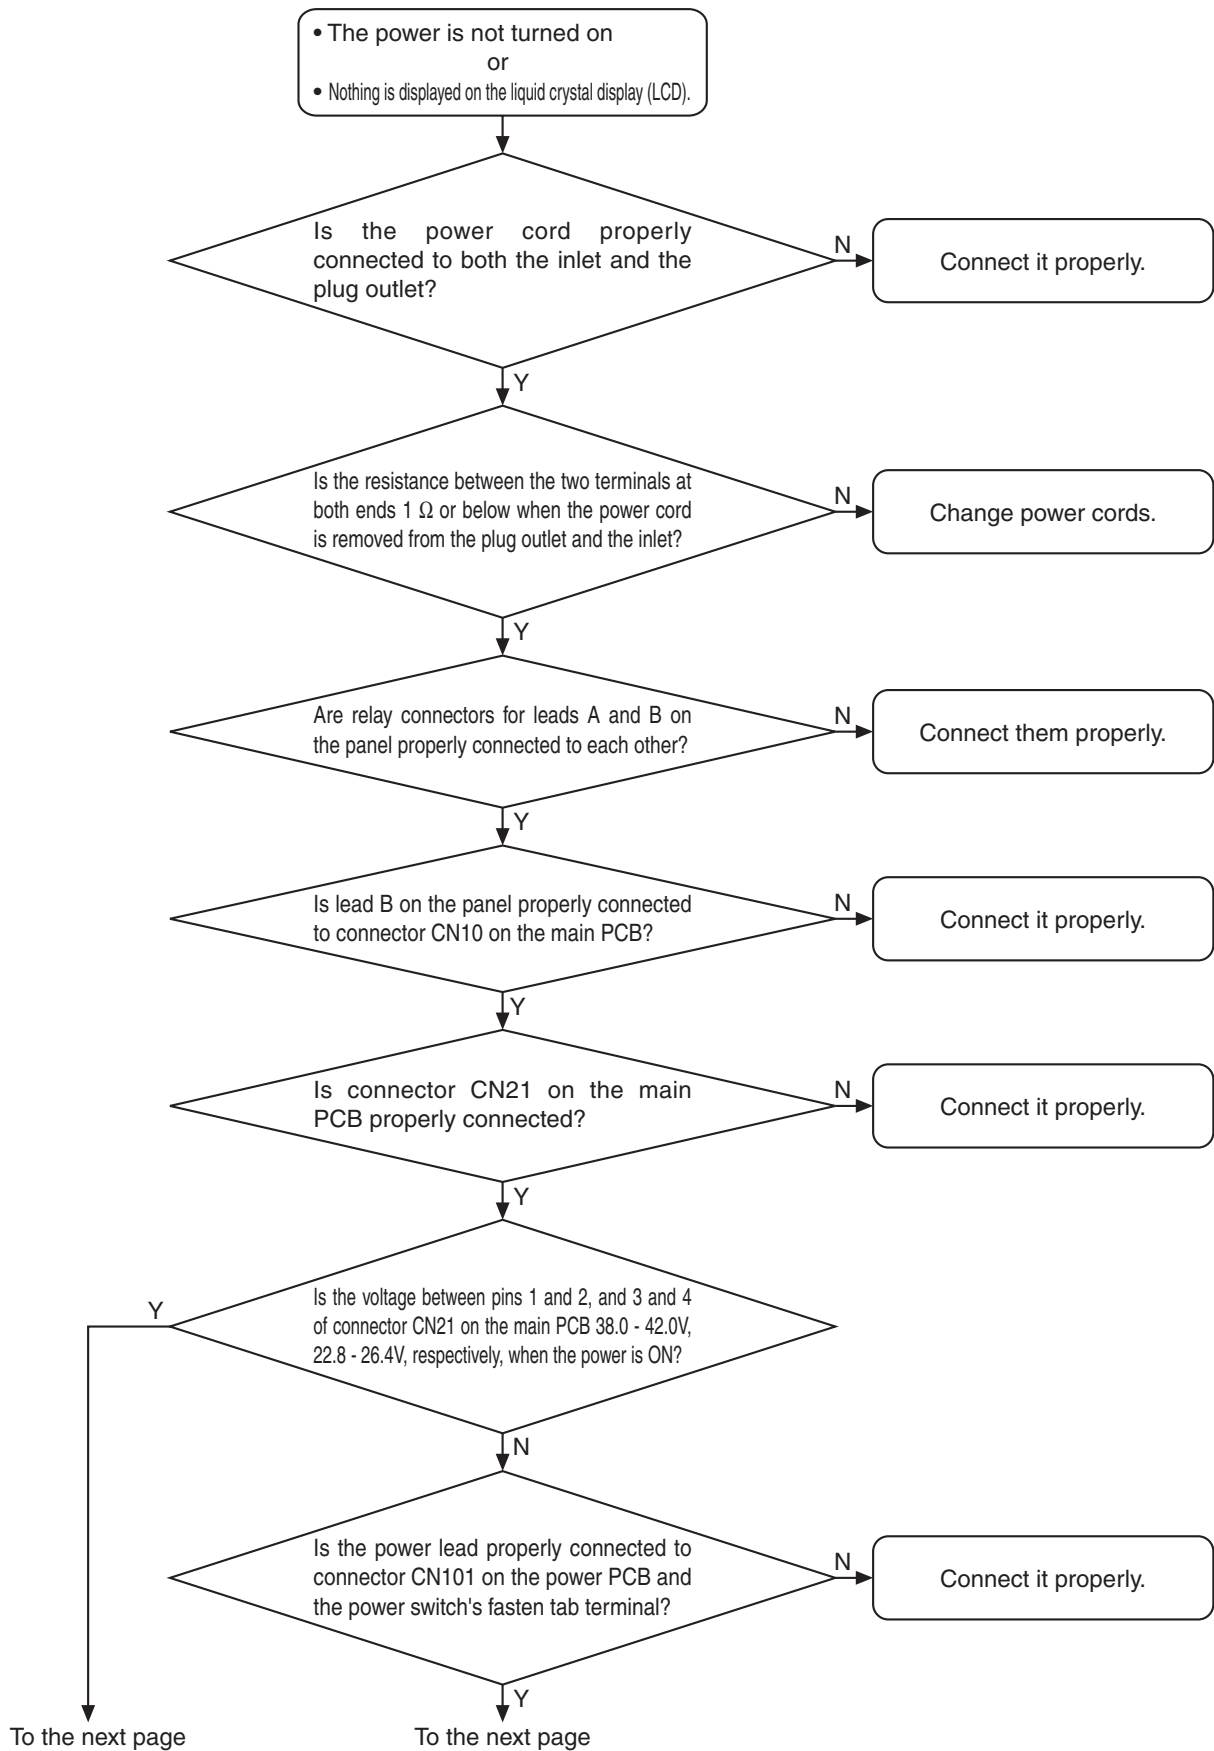 • The power is not turned on
or
• Nothing is displayed on the liquid crystal display (LCD).
Is the power cord properly
connected to both the inlet and the
plug outlet?
N
Connect it properly.
Y
Is the resistance between the two terminals at
both ends 1 Ω or below when the power cord
is removed from the plug outlet and the inlet?
N
Change power cords.
Y
Are relay connectors for leads A and B on
the panel properly connected to each other?
N
Connect them properly.
Y
Is lead B on the panel properly connected
to connector CN10 on the main PCB?
N
Connect it properly.
Y
Is connector CN21 on the main
PCB properly connected?
N
Connect it properly.
Y
Is the voltage between pins 1 and 2, and 3 and 4
of connector CN21 on the main PCB 38.0 - 42.0V,
22.8 - 26.4V, respectively, when the power is ON?
Y
N
Is the power lead properly connected to
connector CN101 on the power PCB and
the power switch's fasten tab terminal?
N
Connect it properly.
Y
To the next page
To the next page